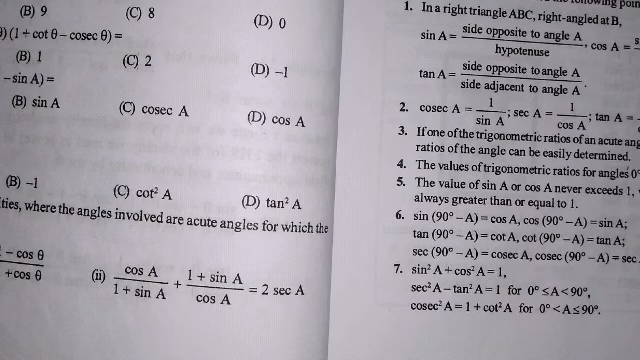 (B) 9 (C) 8 (D) 0
(1 + cot θ – cosec θ) =
(B) 1 (C) 2 (D) –1
–sin A) =
(B) sin A (C) cosec A (D) cos A
(B) –1 (C) cot² A (D) tan² A
where the angles involved are acute angles for which the
– cos θ
+cos θ
(ii) cos A / 1 + sin A + 1 + sin A / cos A = 2 sec A
1. In a right triangle ABC, right-angled at B,
sin A = side opposite to angle A / hypotenuse , cos A =
tan A = side opposite to angle A / side adjacent to angle A .
2. cosec A = 1 / sin A ; sec A = 1 / cos A ; tan A =
3. If one of the trigonometric ratios of an acute
ratios of the angle can be easily determined.
4. The values of trigonometric ratios for angles 0°
5. The value of sin A or cos A never exceeds 1,
always greater than or equal to 1.
6. sin (90° – A) = cos A, cos (90° – A) = sin A;
tan (90° – A) = cot A, cot (90° – A) = tan A;
sec (90° – A) = cosec A, cosec (90° – A) = sec
7. sin² A + cos² A = 1,
sec² A – tan² A = 1 for 0° ≤ A < 90°,
cosec² A = 1 + cot² A for 0° < A ≤ 90°.